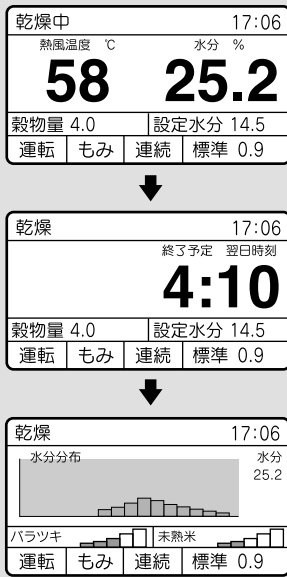 乾燥中 17:06
熱風温度 ℃ 水分 %
58 25.2
穀物量 4.0 設定水分 14.5
運転 もみ 連続 標準 0.9
乾燥 17:06
終了予定 翌日時刻
4:10
穀物量 4.0 設定水分 14.5
運転 もみ 連続 標準 0.9
乾燥 17:06
水分分布 水分
25.2
バラツキ 未熟米
運転 もみ 連続 標準 0.9